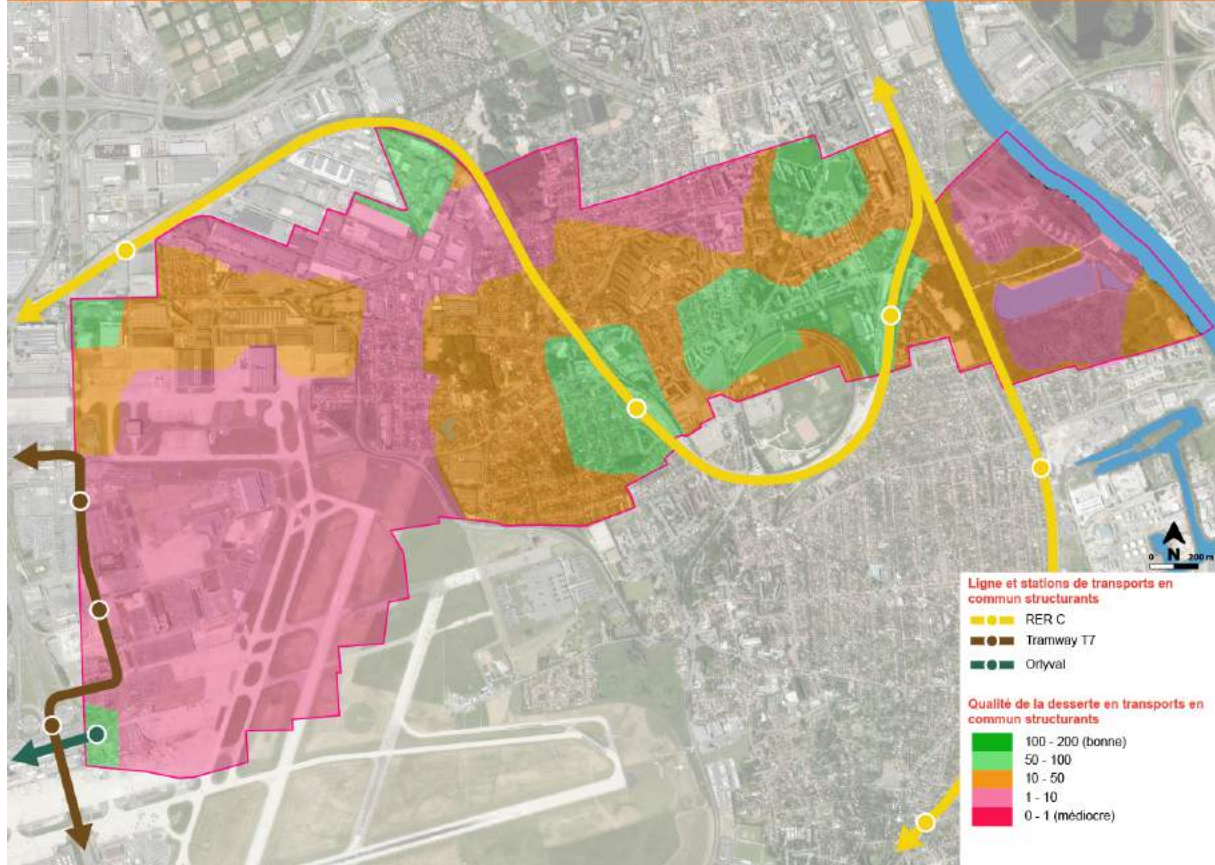 N
0 200 m
Ligne et stations de transports en
commun structurants
RER C
Tramway T7
Orlyval
Qualité de la desserte en transports en
commun structurants
100 - 200 (bonne)
50 - 100
10 - 50
1 - 10
0 - 1 (médiocre)